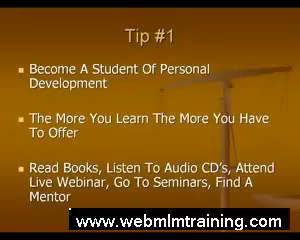 Tip #1
Become A Student Of Personal
Development
The More You Learn The More You Have
To Offer
Read Books, Listen To Audio CD's, Attend
Live Webinar, Go To Seminars, Find A
Mentor
www.webmlmtraining.com